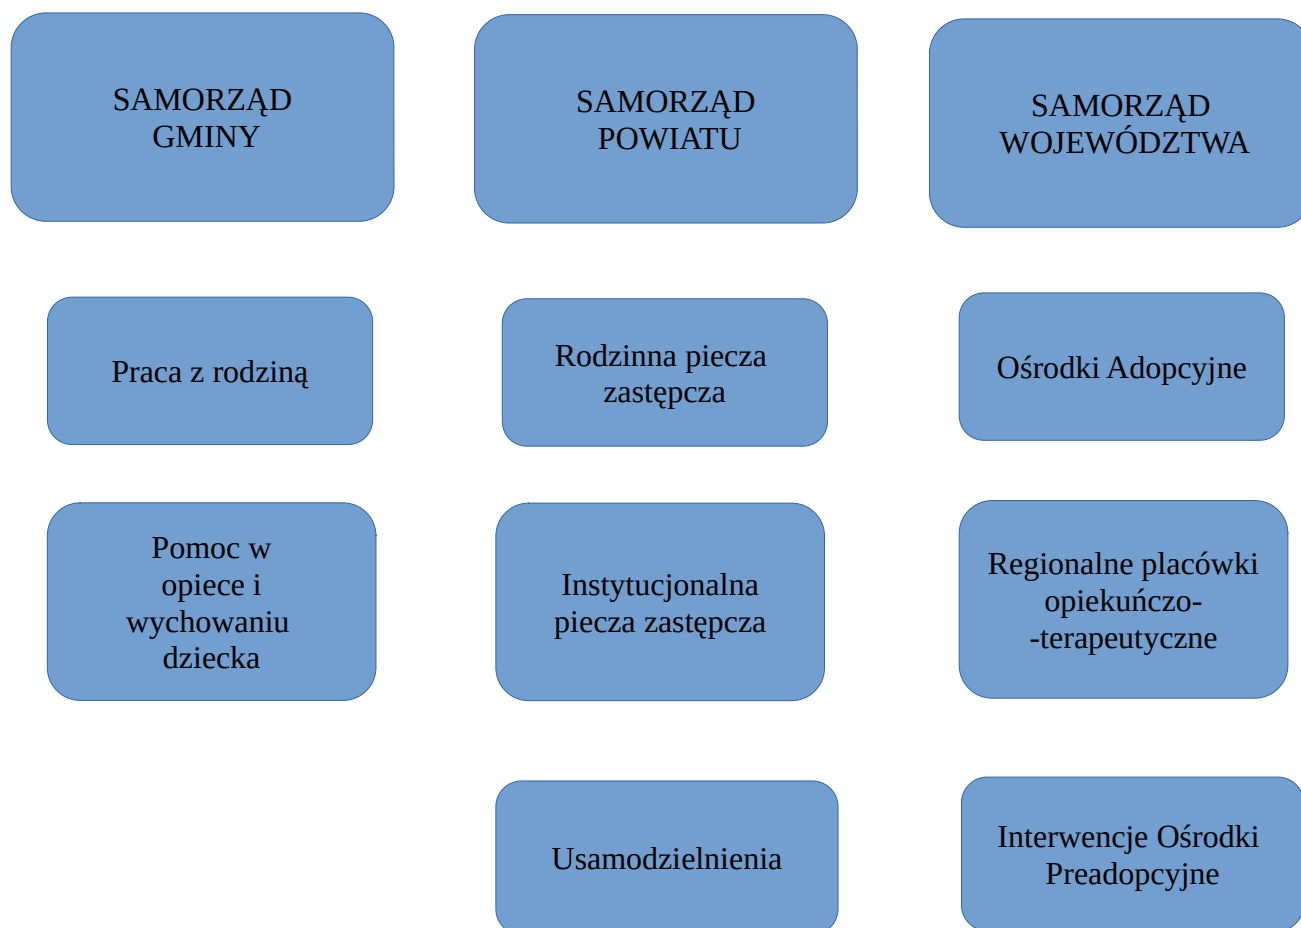 SAMORZĄD
GMINY
SAMORZĄD
POWIATU
SAMORZĄD
WOJEWÓDZTWA
Praca z rodziną
Rodzinna piecza
zastępcza
Ośrodki Adopcyjne
Pomoc w
opiece i
wychowaniu
dziecka
Instytucjonalna
piecza zastępcza
Regionalne placówki
opiekuńczo-
-terapeutyczne
Usamodzielnienia
Interwencje Ośrodki
Preadopcyjne